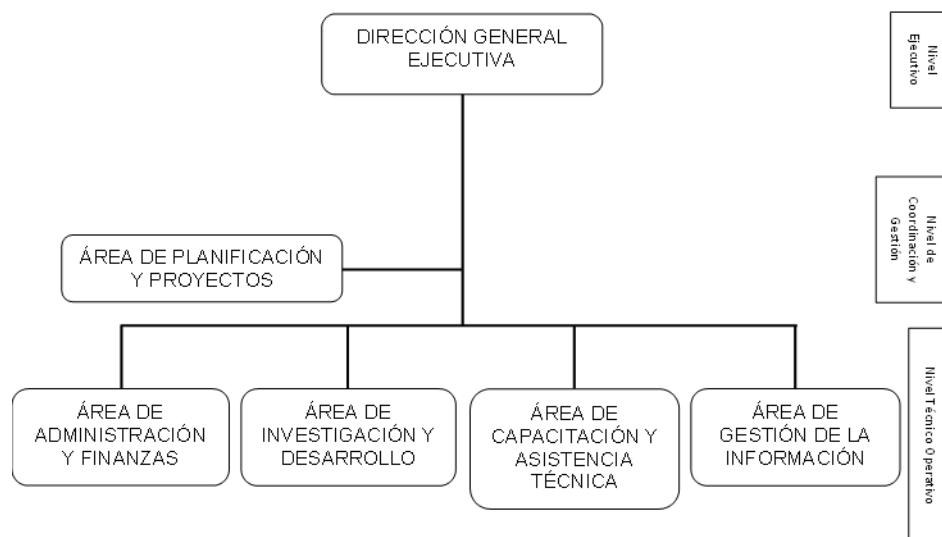 DIRECCIÓN GENERAL
EJECUTIVA
Nivel
Ejecutivo
ÁREA DE PLANIFICACIÓN
Y PROYECTOS
Nivel de
Coordinación y
Gestión
ÁREA DE
ADMINISTRACIÓN
Y FINANZAS
ÁREA DE
INVESTIGACIÓN Y
DESARROLLO
ÁREA DE
CAPACITACIÓN Y
ASISTENCIA
TÉCNICA
ÁREA DE
GESTIÓN DE LA
INFORMACIÓN
Nivel Técnico Operativo